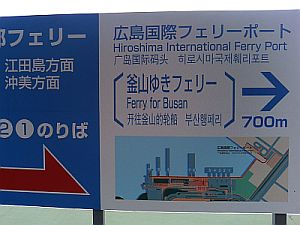 部フェリー
江田島方面
沖美方面
②①のりば
広島国際フェリーポート
Hiroshima International Ferry Port
广岛国际码头 히로시마국제훼리포트
釜山ゆきフェリー
Ferry for Busan
开往釜山的轮船 부산행페리
700m